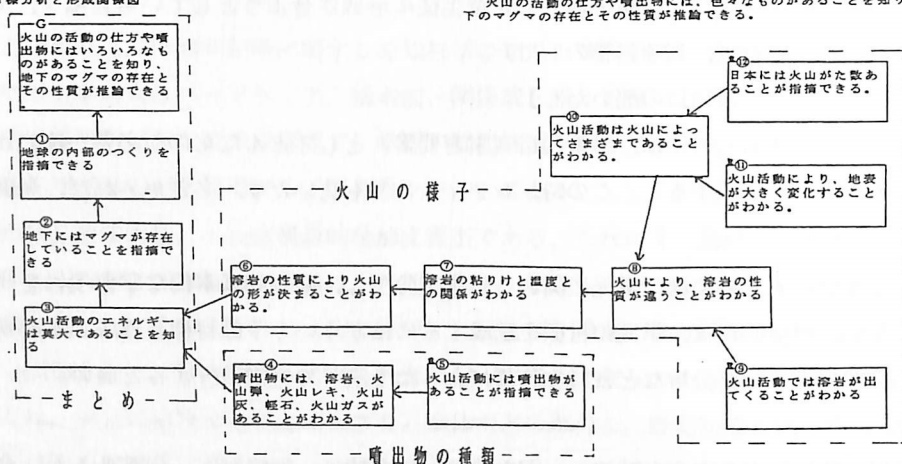 火山の活動の仕方や噴出物には、色々なものがあることを知り
下のマグマの存在とその性質が推論できる。
G
火山の活動の仕方や噴
出物にはいろいろなも
のがあることを知り、
地下のマグマの存在と
その性質が推論できる
①
地球の内部のつくりを
指摘できる
②
地下にはマグマが存在
していることを指摘で
きる
③
火山活動のエネルギー
は莫大であることを知
る
ま と め
火 山 の 様 子
⑥
溶岩の性質により火山
の形が決まることがわ
かる。
⑦
溶岩の粘りけと温度と
の関係がわかる
⑧
火山により、溶岩の性
質が違うことがわかる
⑨
火山活動では溶岩が出
てくることがわかる
⑩
火山活動は火山によっ
てさまざまであること
がわかる。
⑫
日本には火山が多数あ
ることが指摘できる。
⑪
火山活動により、地表
が大きく変化すること
がわかる。
④
噴出物には、溶岩、火
山弾、火山レキ、火山
灰、軽石、火山ガスが
あることがわかる
⑤
火山活動には噴出物が
あることが指摘できる
噴出物の種類